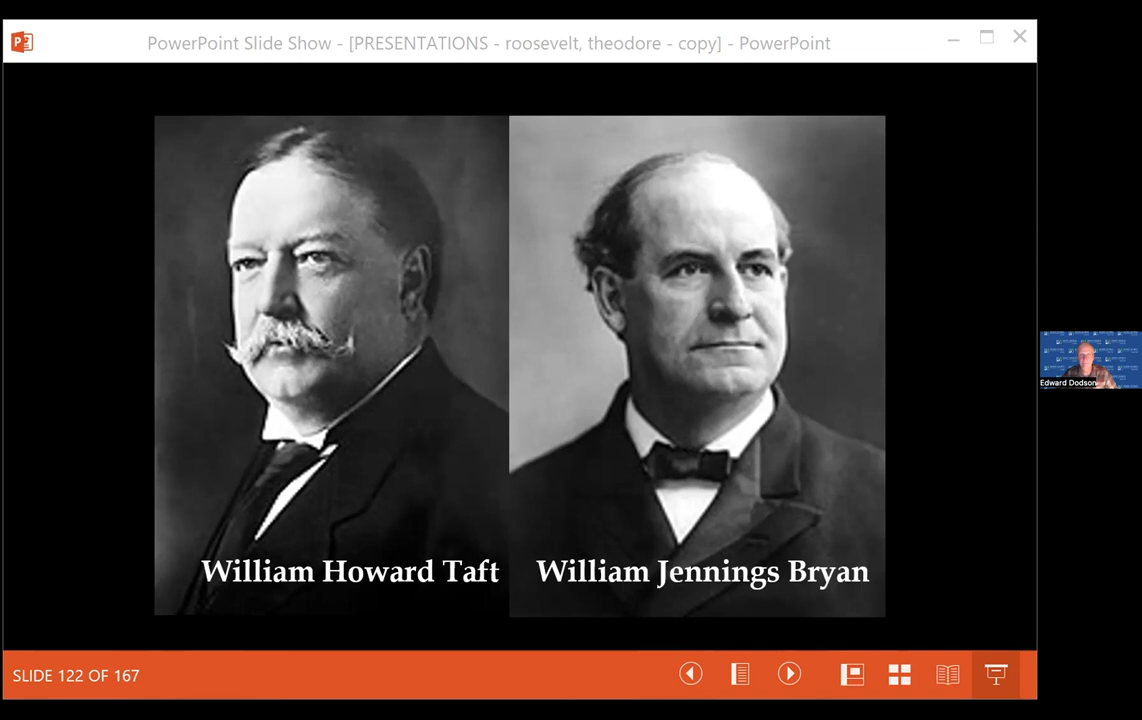 PowerPoint Slide Show - [PRESENTATIONS - roosevelt, theodore - copy] - PowerPoint
William Howard Taft
William Jennings Bryan
Edward Dodson
SLIDE 122 OF 167